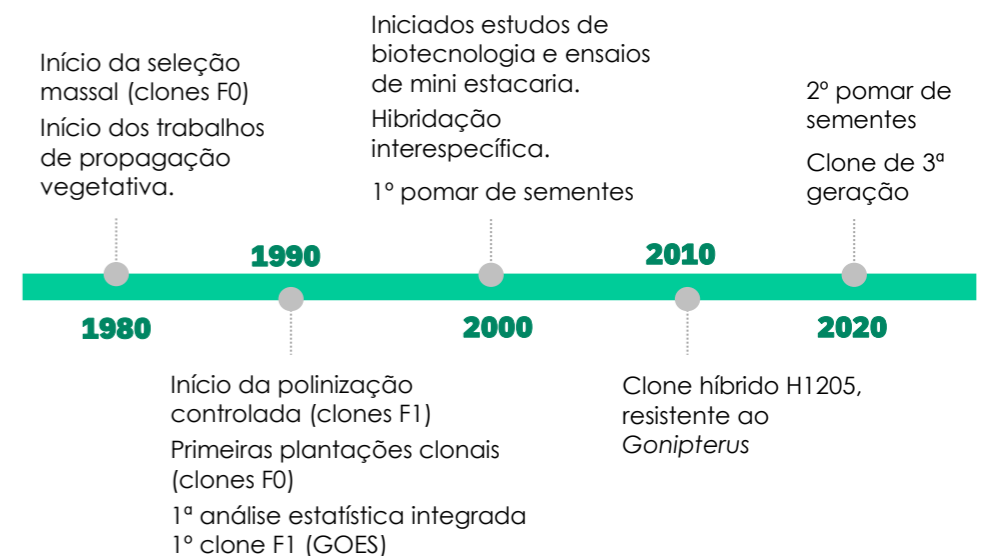 Início da seleção
massal (clones F0)
Início dos trabalhos
de propagação
vegetativa.
1980
1990
Início da polinização
controlada (clones F1)
Primeiras plantações clonais
(clones F0)
1ª análise estatística integrada
1º clone F1 (GOES)
Iniciados estudos de
biotecnologia e ensaios
de mini estacaria.
Hibridação
interespecífica.
1º pomar de sementes
2000
2010
Clone híbrido H1205,
resistente ao
Gonipterus
2º pomar de
sementes
Clone de 3ª
geração
2020